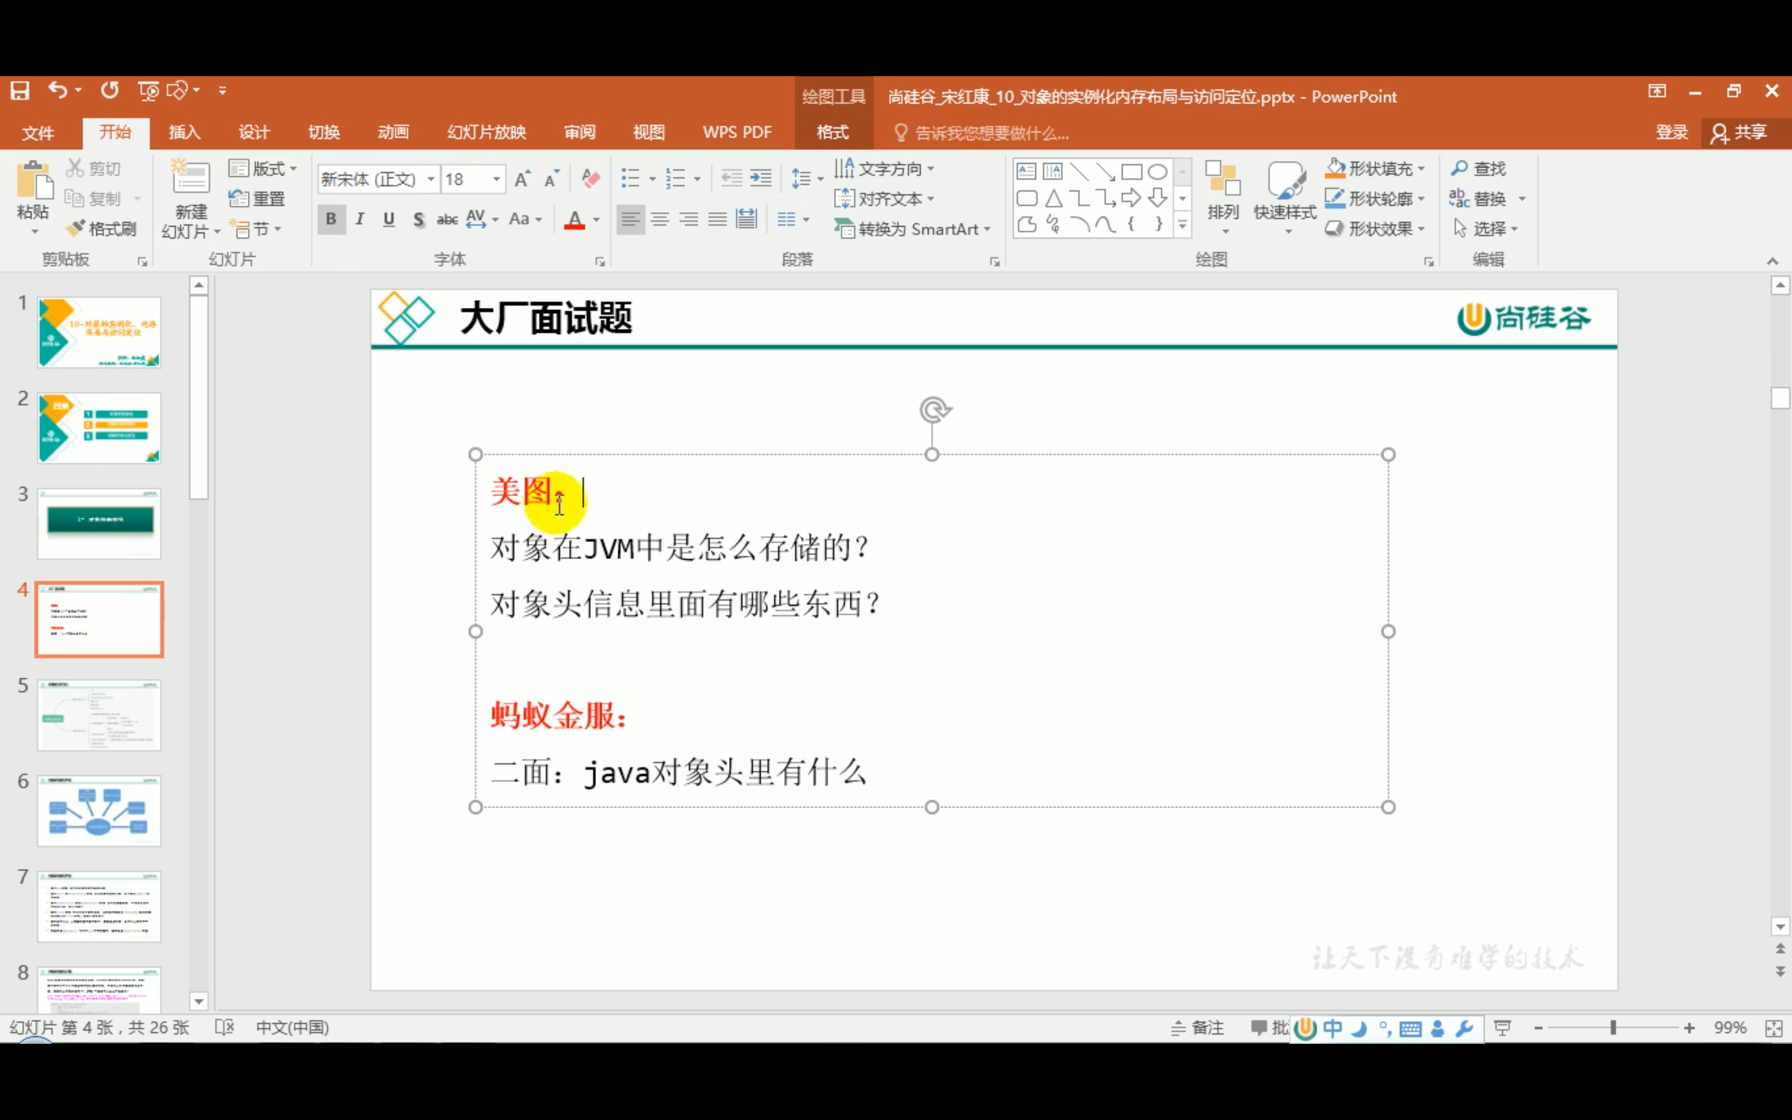 绘图工具
尚硅谷_宋红康_10_对象的实例化内存布局与访问定位.pptx - PowerPoint
文件
开始
插入
设计
切换
动画
幻灯片放映
审阅
视图
WPS PDF
格式
告诉我您想要做什么...
登录
共享
粘贴
剪切
复制
格式刷
剪贴板
新建
幻灯片
版式
重置
节
幻灯片
新宋体 (正文)
18
B I U S abc AV Aa A
字体
段落
文字方向
对齐文本
转换为 SmartArt
排列
快速样式
形状填充
形状轮廓
形状效果
绘图
查找
替换
选择
编辑
1
2
3
4
5
6
7
8
大厂面试题
尚硅谷
美图:
对象在JVM中是怎么存储的?
对象头信息里面有哪些东西?
蚂蚁金服:
二面: java对象头里有什么
让天下没有难学的技术
幻灯片 第 4 张，共 26 张
中文(中国)
备注
批
中
99%